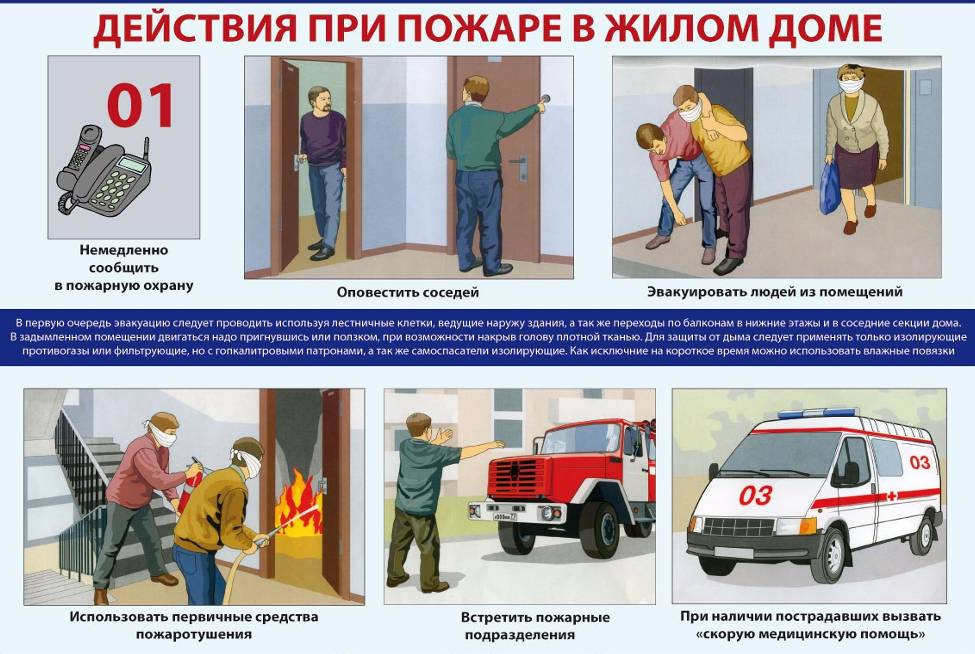 ДЕЙСТВИЯ ПРИ ПОЖАРЕ В ЖИЛОМ ДОМЕ
01
Немедленно
сообщить
в пожарную охрану
Оповестить соседей
Эвакуировать людей из помещений
В первую очередь эвакуацию следует проводить используя лестничные клетки, ведущие наружу здания, а так же переходы по балконам в нижние этажы и в соседние секции дома.
В задымленном помещении двигаться надо пригнувшись или ползком, при возможности накрыв голову плотной тканью. Для защиты от дыма следует применять только изолирующие
противогазы или фильтрующие, но с гопкалитровыми патронами, а так же самоспасатели изолирующие. Как исключние на короткое время можно использовать влажные повязки
Использовать первичные средства
пожаротушения
Встретить пожарные
подразделения
03
03
При наличии пострадавших вызвать
«скорую медицинскую помощь»